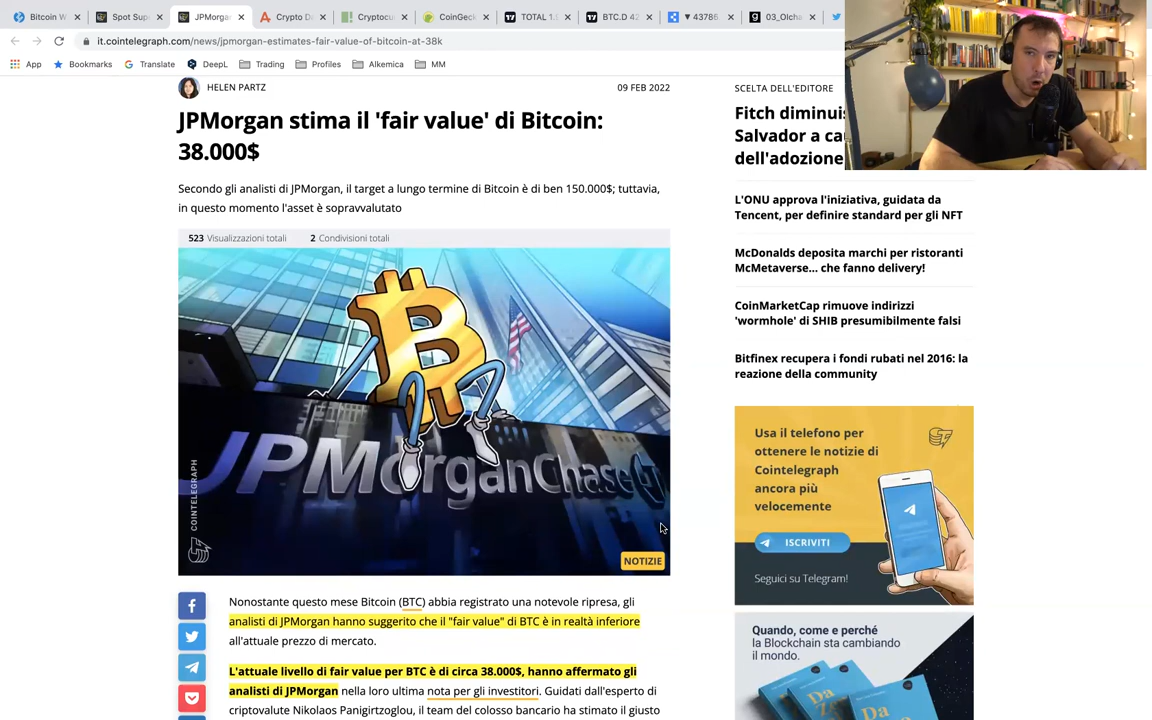 Bitcoin W
Spot Sup
JPMorga
Crypto Da
Cryptocu
CoinGeck
TOTAL 1.
BTC.D 42
▼ 43786
03_Olcha
it.cointelegraph.com/news/jpmorgan-estimates-fair-value-of-bitcoin-at-38k
App
Bookmarks
Translate
DeepL
Trading
Profiles
Alkemica
MM
HELEN PARTZ
09 FEB 2022
JPMorgan stima il 'fair value' di Bitcoin:
38.000$
Secondo gli analisti di JPMorgan, il target a lungo termine di Bitcoin è di ben 150.000$; tuttavia,
in questo momento l'asset è sopravvalutato
523 Visualizzazioni totali
2 Condivisioni totali
JPMorganChase
COINTELEGRAPH
NOTIZIE
Nonostante questo mese Bitcoin (BTC) abbia registrato una notevole ripresa, gli
analisti di JPMorgan hanno suggerito che il "fair value" di BTC è in realtà inferiore
all'attuale prezzo di mercato.
L'attuale livello di fair value per BTC è di circa 38.000$, hanno affermato gli
analisti di JPMorgan nella loro ultima nota per gli investitori. Guidati dall'esperto di
criptovalute Nikolaos Panigirtzoglou, il team del colosso bancario ha stimato il giusto
SCELTA DELL'EDITORE
Fitch diminuis
Salvador a ca
dell'adozione
L'ONU approva l'iniziativa, guidata da
Tencent, per definire standard per gli NFT
McDonalds deposita marchi per ristoranti
McMetaverse... che fanno delivery!
CoinMarketCap rimuove indirizzi
'wormhole' di SHIB presumibilmente falsi
Bitfinex recupera i fondi rubati nel 2016: la
reazione della community
Usa il telefono per
ottenere le notizie di
Cointelegraph
ancora più
velocemente
ISCRIVITI
Seguici su Telegram!
Quando, come e perché
la Blockchain sta cambiando
il mondo.
Da
Ze
Da